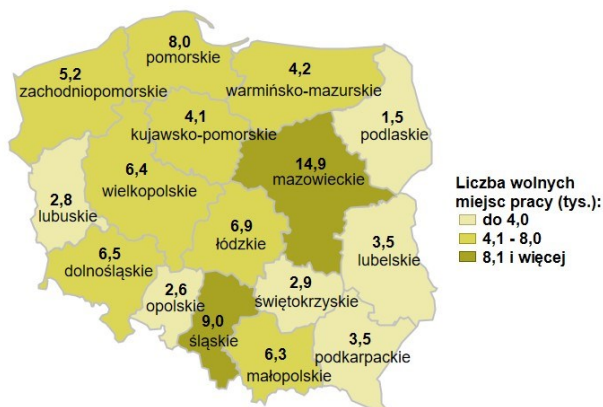 8,0
pomorskie
5,2
zachodniopomorskie
4,2
warmińsko-mazurskie
4,1
kujawsko-pomorskie
1,5
podlaskie
14,9
mazowieckie
6,4
wielkopolskie
2,8
lubuskie
6,9
łódzkie
3,5
lubelskie
6,5
dolnośląskie
2,6
opolskie
2,9
świętokrzyskie
9,0
śląskie
6,3
małopolskie
3,5
podkarpackie
Liczba wolnych
miejsc pracy (tys.):
do 4,0
4,1 - 8,0
8,1 i więcej